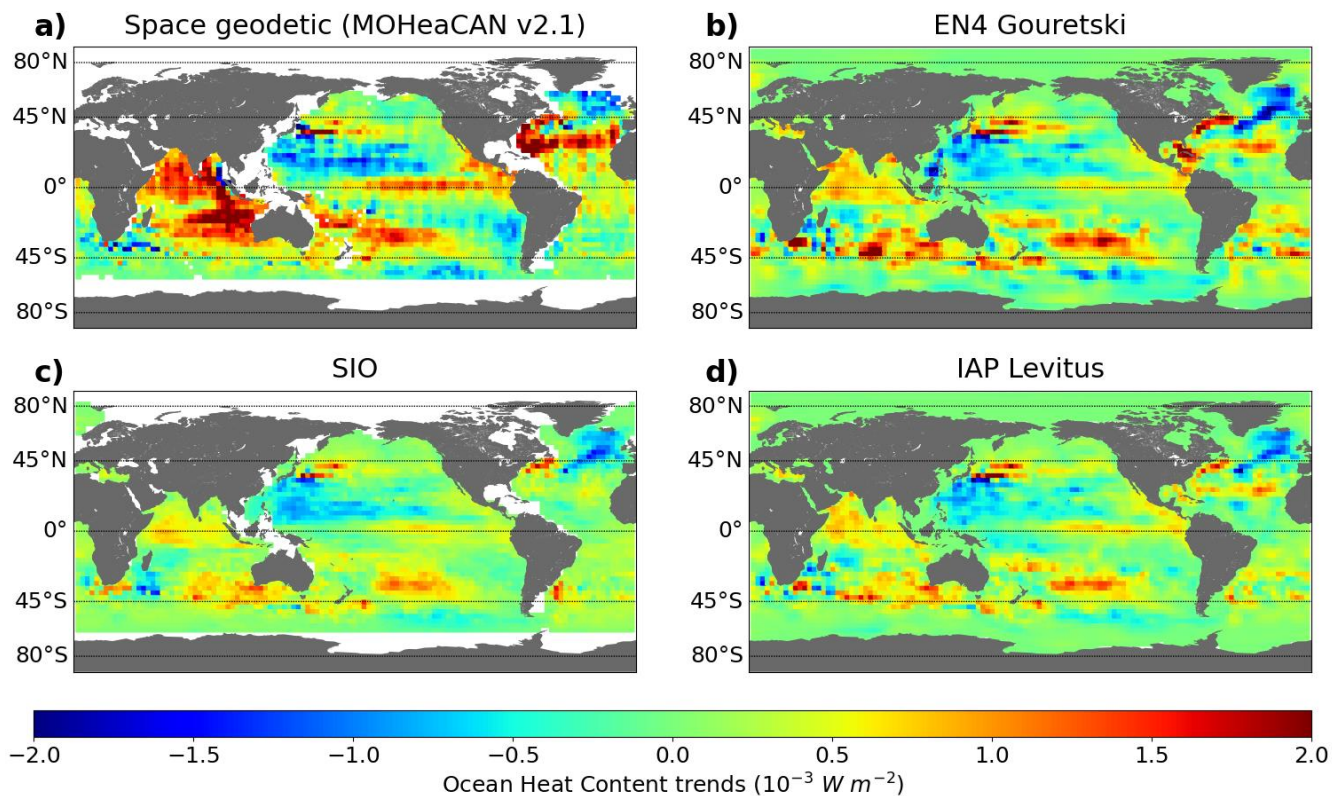 a) Space geodetic (MOHeaCAN v2.1)
b) EN4 Gouretski
80°N
45°N
0°
45°S
80°S
80°N
45°N
0°
45°S
80°S
c) SIO
d) IAP Levitus
80°N
45°N
0°
45°S
80°S
80°N
45°N
0°
45°S
80°S
−2.0 −1.5 −1.0 −0.5 0.0 0.5 1.0 1.5 2.0
Ocean Heat Content trends (10⁻³ W m⁻²)